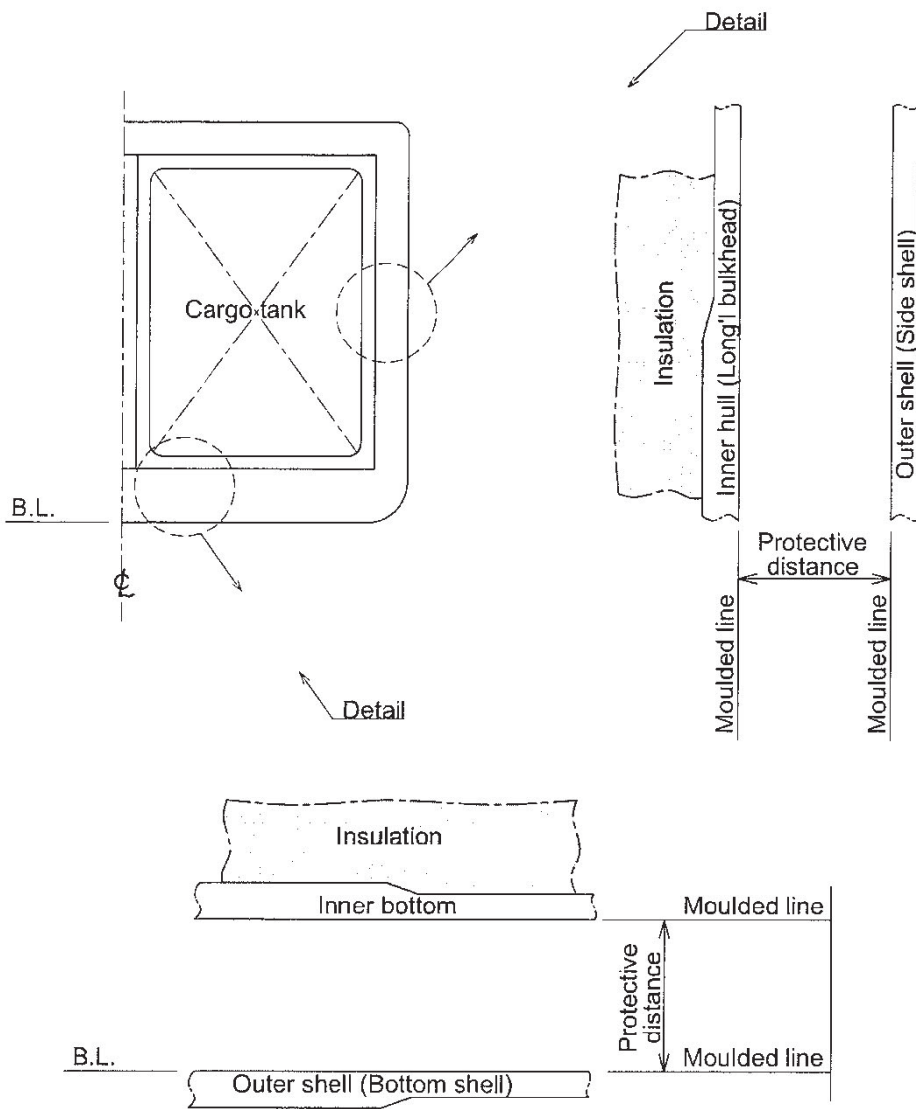 Detail
Cargo tank
B.L.
℄
Insulation
Inner hull (Long'l bulkhead)
Outer shell (Side shell)
Protective
distance
Moulded line
Moulded line
Detail
Insulation
Inner bottom
Moulded line
Protective
distance
B.L.
Moulded line
Outer shell (Bottom shell)